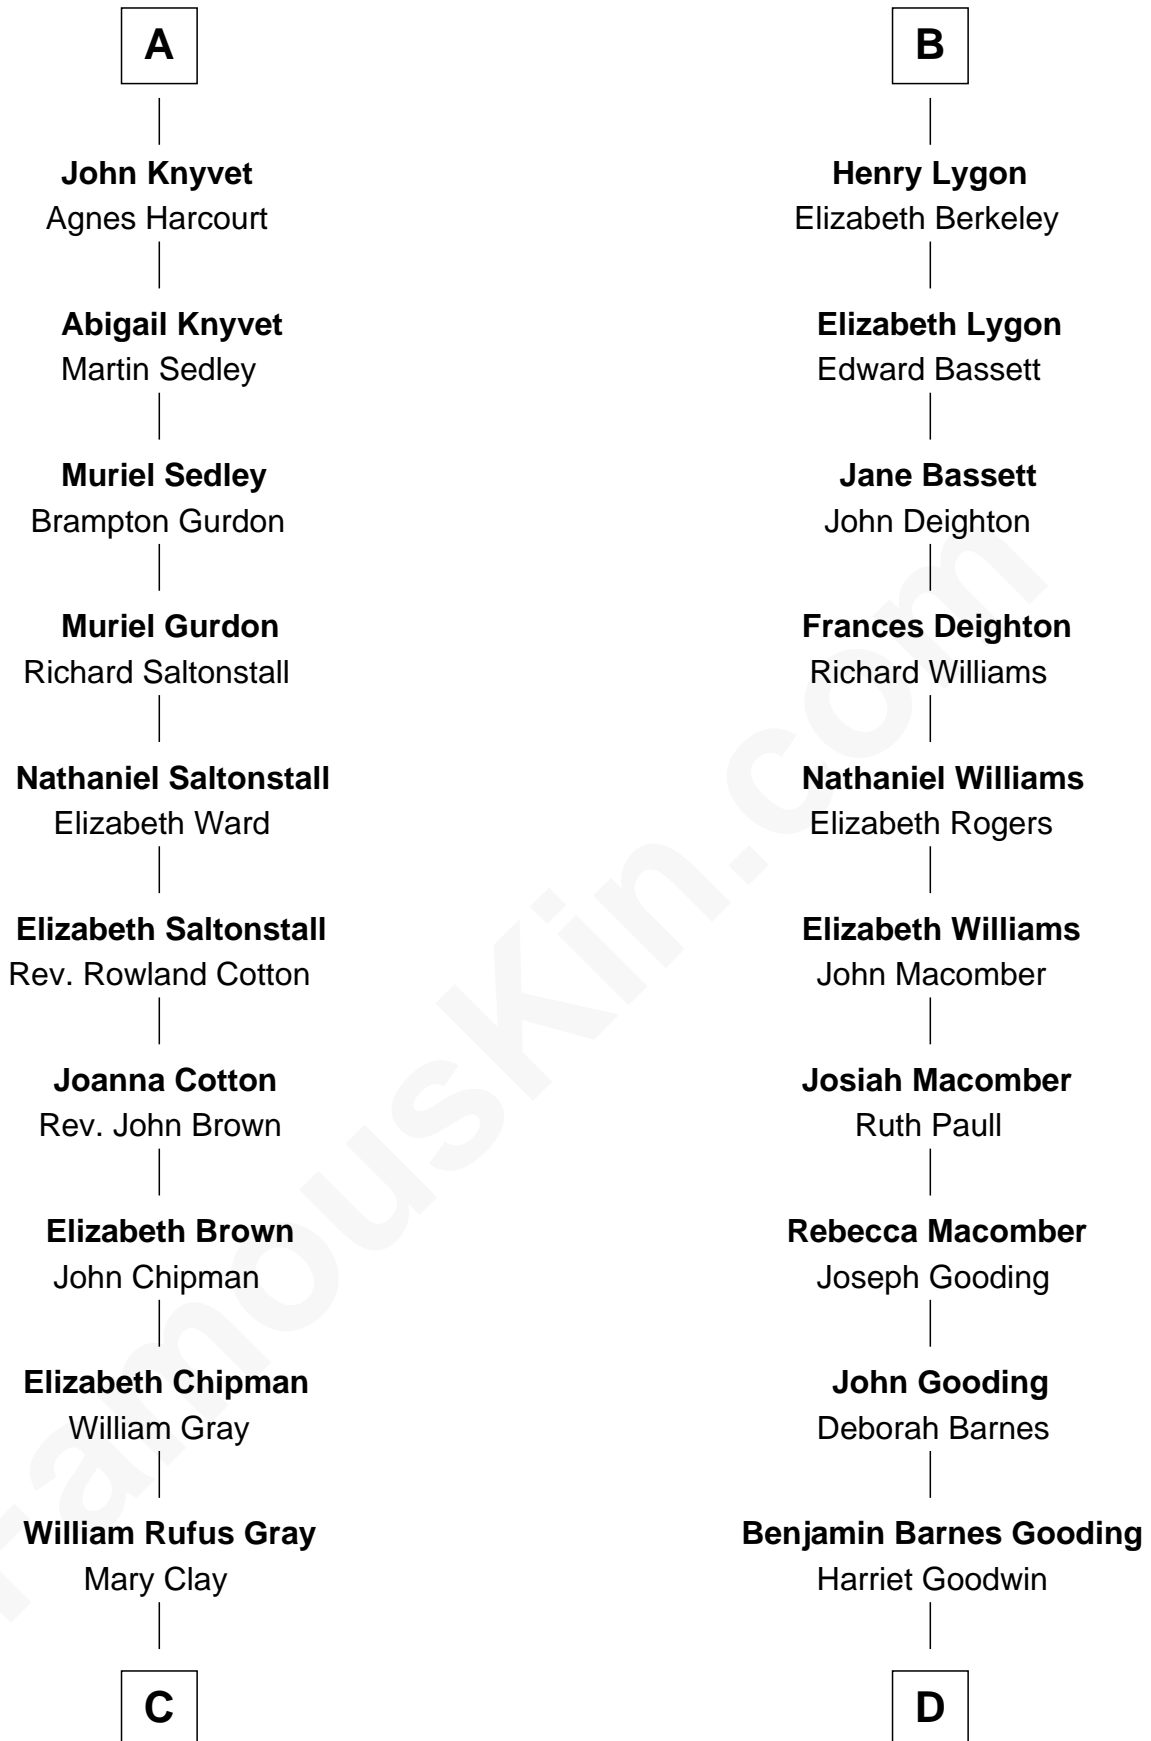 A
John Knyvet
Agnes Harcourt
Abigail Knyvet
Martin Sedley
Muriel Sedley
Brampton Gurdon
Muriel Gurdon
Richard Saltonstall
Nathaniel Saltonstall
Elizabeth Ward
Elizabeth Saltonstall
Rev. Rowland Cotton
Joanna Cotton
Rev. John Brown
Elizabeth Brown
John Chipman
Elizabeth Chipman
William Gray
William Rufus Gray
Mary Clay
C
B
Henry Lygon
Elizabeth Berkeley
Elizabeth Lygon
Edward Bassett
Jane Bassett
John Deighton
Frances Deighton
Richard Williams
Nathaniel Williams
Elizabeth Rogers
Elizabeth Williams
John Macomber
Josiah Macomber
Ruth Paull
Rebecca Macomber
Joseph Gooding
John Gooding
Deborah Barnes
Benjamin Barnes Gooding
Harriet Goodwin
D
FamousKin.com